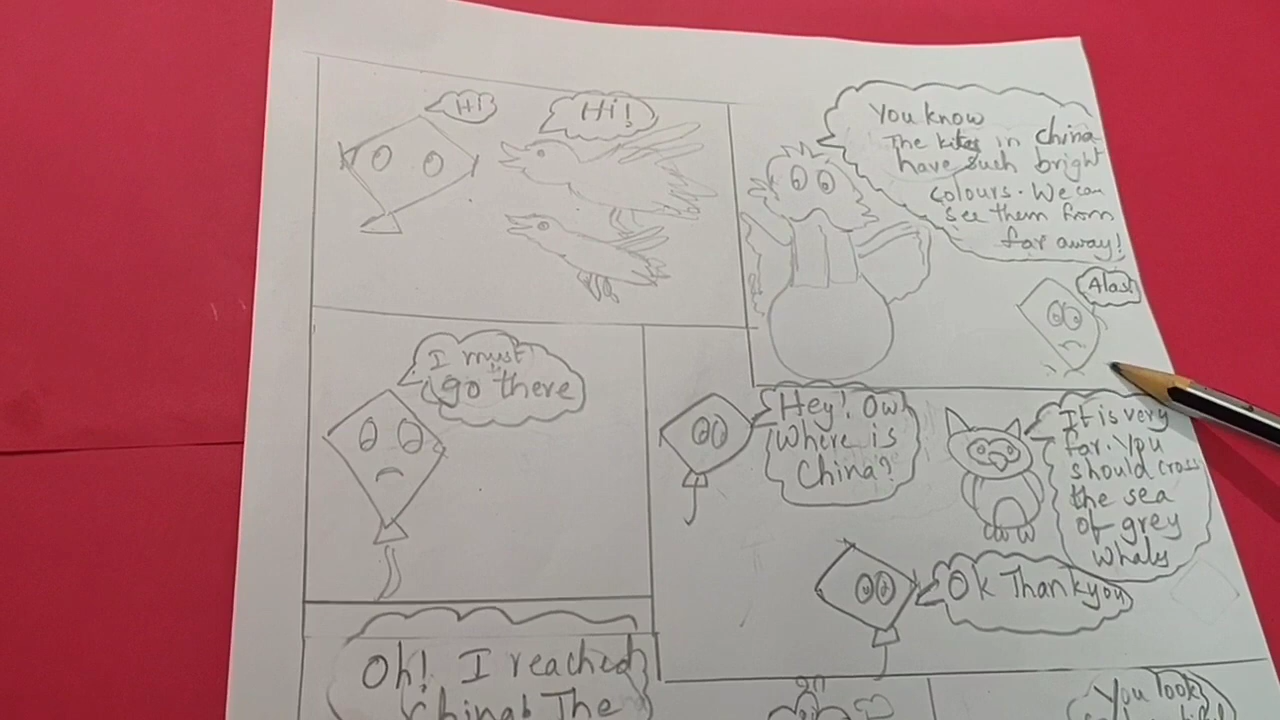 Hi
Hi!
You know
The kites in China
have such bright
colours. We can
see them from
far away!
Alas!
I must
go there
Hey! Owl
Where is
China?
It is very
far. You
should cross
the sea
of grey
whales
Ok Thankyou
Oh! I reached
China! The
You look